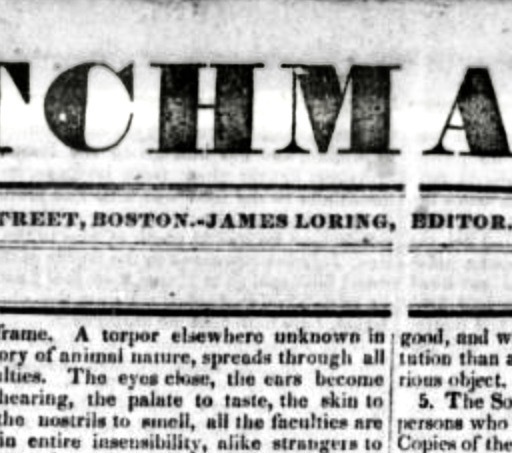 TCHMA
TREET, BOSTON.-JAMES LORING, EDITOR.
frame. A torpor elsewhere unknown in
ory of animal nature, spreads through all
ulties. The eyes close, the ears become
hearing, the palate to taste, the skin to
the nostrils to smell, all the faculties are
in entire insensibility, alike strangers to
good, and w
tution than a
rious object.
5. The So
persons who
Copies of the